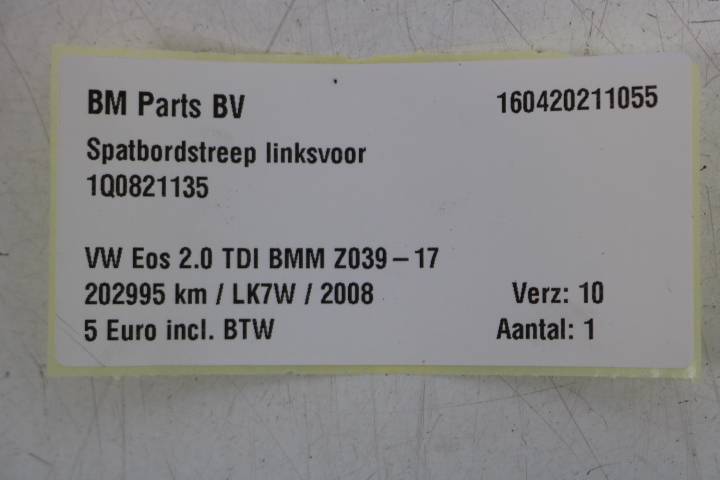 BM Parts BV 160420211055
Spatbordstreep linksvoor
1Q0821135
VW Eos 2.0 TDI BMM Z039-17
202995 km / LK7W / 2008 Verz: 10
5 Euro incl. BTW Aantal: 1